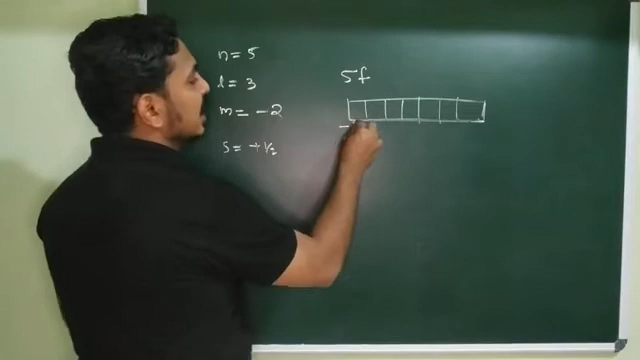 n = 5
l = 3
m = -2
s = +1/2
5f
-